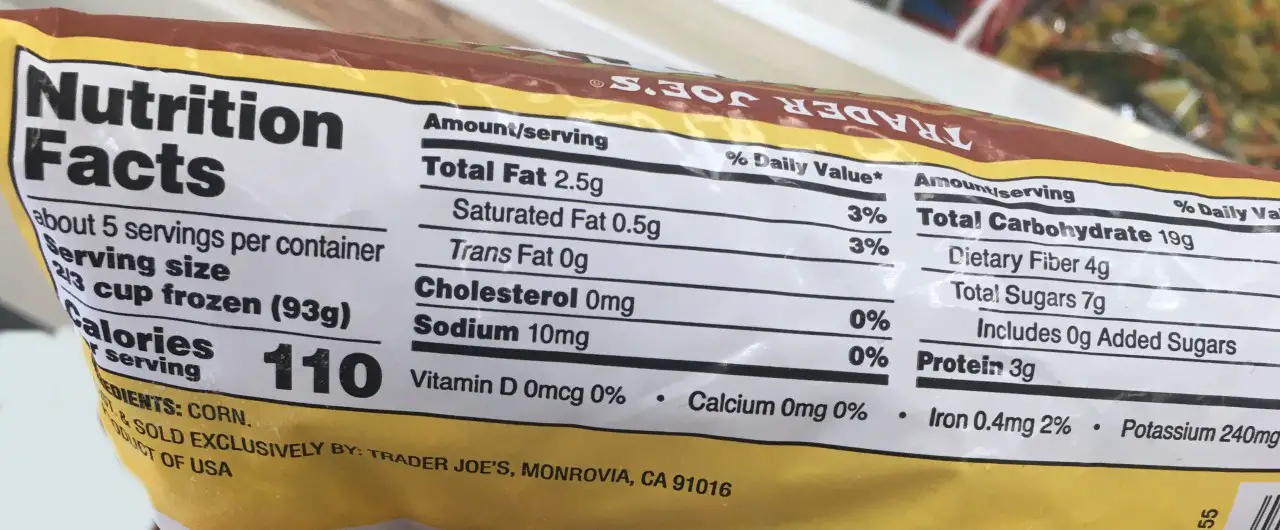 TRADER JOE'S®
Nutrition
Facts
about 5 servings per container
Serving size
2/3 cup frozen (93g)
Calories
serving
110
Amount/serving % Daily Value*
Total Fat 2.5g 3%
Saturated Fat 0.5g 3%
Trans Fat 0g
Cholesterol 0mg 0%
Sodium 10mg 0%
Amount/serving % Daily Va
Total Carbohydrate 19g
Dietary Fiber 4g
Total Sugars 7g
Includes 0g Added Sugars
Protein 3g
Vitamin D 0mcg 0% • Calcium 0mg 0% • Iron 0.4mg 2% • Potassium 240mg
EDIENTS: CORN.
& SOLD EXCLUSIVELY BY: TRADER JOE'S, MONROVIA, CA 91016
DUCT OF USA
55